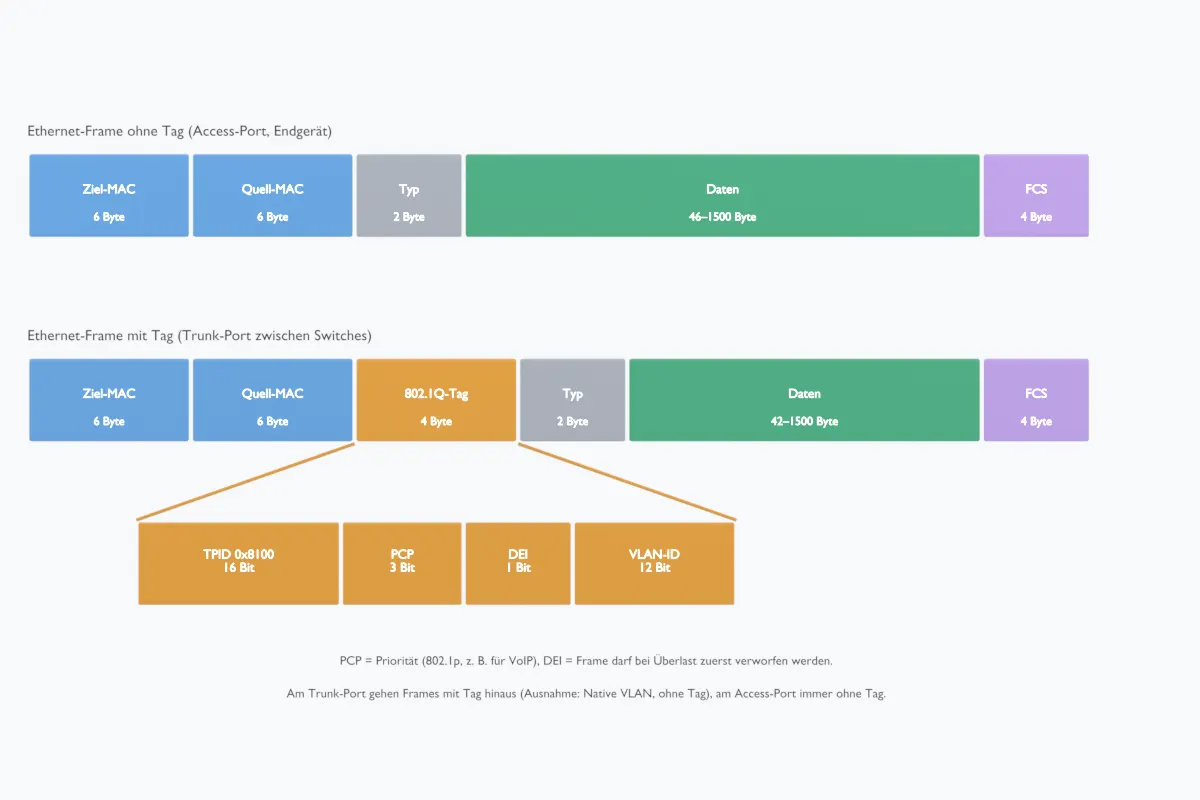 Ethernet-Frame ohne Tag (Access-Port, Endgerät)
Ziel-MAC
6 Byte
Quell-MAC
6 Byte
Typ
2 Byte
Daten
46–1500 Byte
FCS
4 Byte
Ethernet-Frame mit Tag (Trunk-Port zwischen Switches)
Ziel-MAC
6 Byte
Quell-MAC
6 Byte
802.1Q-Tag
4 Byte
Typ
2 Byte
Daten
42–1500 Byte
FCS
4 Byte
TPID 0x8100
16 Bit
PCP
3 Bit
DEI
1 Bit
VLAN-ID
12 Bit
PCP = Priorität (802.1p, z. B. für VoIP), DEI = Frame darf bei Überlast zuerst verworfen werden.
Am Trunk-Port gehen Frames mit Tag hinaus (Ausnahme: Native VLAN, ohne Tag), am Access-Port immer ohne Tag.